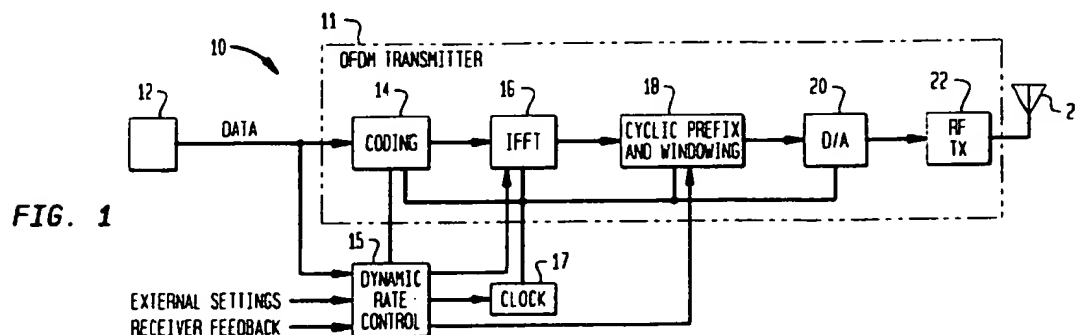 11
10
OFDM TRANSMITTER
12
14
16
18
20
22
2
DATA
CODING
IFFT
CYCLIC PREFIX
AND WINDOWING
D/A
RF
TX
FIG. 1
15
17
DYNAMIC
RATE
CONTROL
CLOCK
EXTERNAL SETTINGS
RECEIVER FEEDBACK